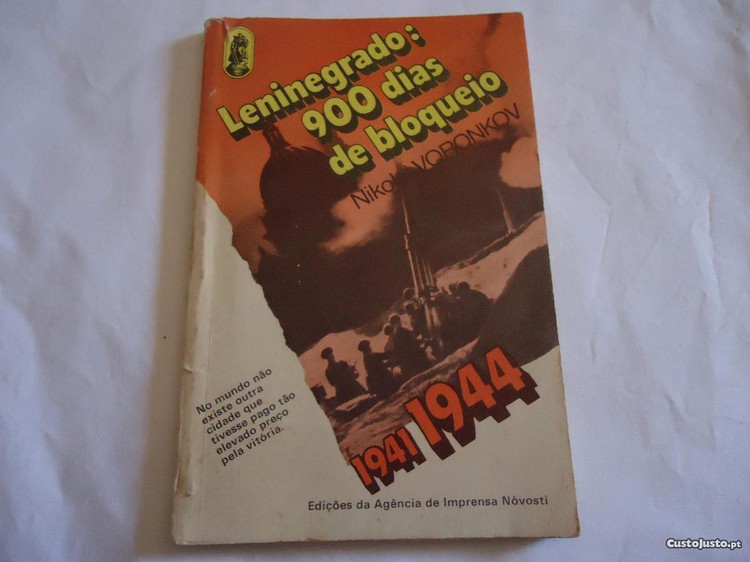 Leninegrado:
900 dias
de bloqueio
Nikolai VORONKOV
No mundo não
existe outra
cidade que
tivesse pago tão
elevado preço
pela vitória.
1941 1944
Edições da Agência de Imprensa Nóvosti
CustoJusto.pt